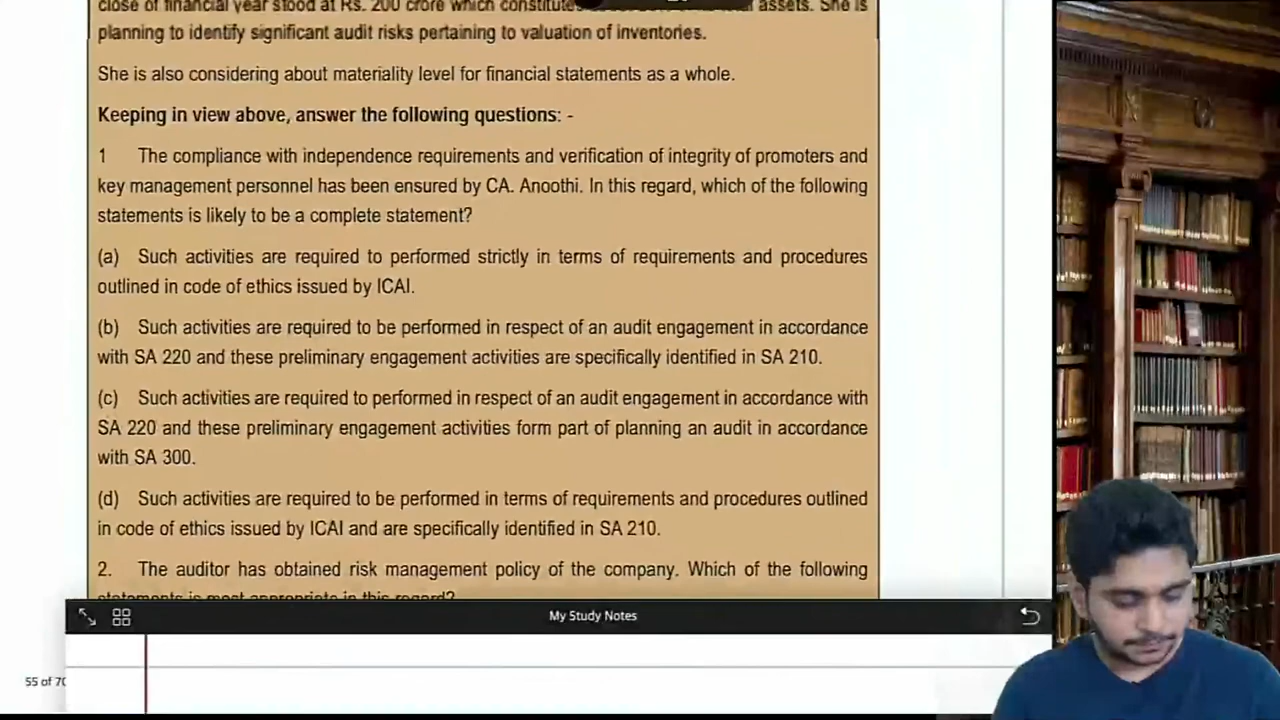 close of financial year stood at Rs. 200 crore which constitutes assets. She is
planning to identify significant audit risks pertaining to valuation of inventories.
She is also considering about materiality level for financial statements as a whole.
Keeping in view above, answer the following questions: -
1 The compliance with independence requirements and verification of integrity of promoters and
key management personnel has been ensured by CA. Anoothi. In this regard, which of the following
statements is likely to be a complete statement?
(a) Such activities are required to performed strictly in terms of requirements and procedures
outlined in code of ethics issued by ICAI.
(b) Such activities are required to be performed in respect of an audit engagement in accordance
with SA 220 and these preliminary engagement activities are specifically identified in SA 210.
(c) Such activities are required to performed in respect of an audit engagement in accordance with
SA 220 and these preliminary engagement activities form part of planning an audit in accordance
with SA 300.
(d) Such activities are required to be performed in terms of requirements and procedures outlined
in code of ethics issued by ICAI and are specifically identified in SA 210.
2. The auditor has obtained risk management policy of the company. Which of the following
statements is most appropriate in this regard?
My Study Notes
55 of 70